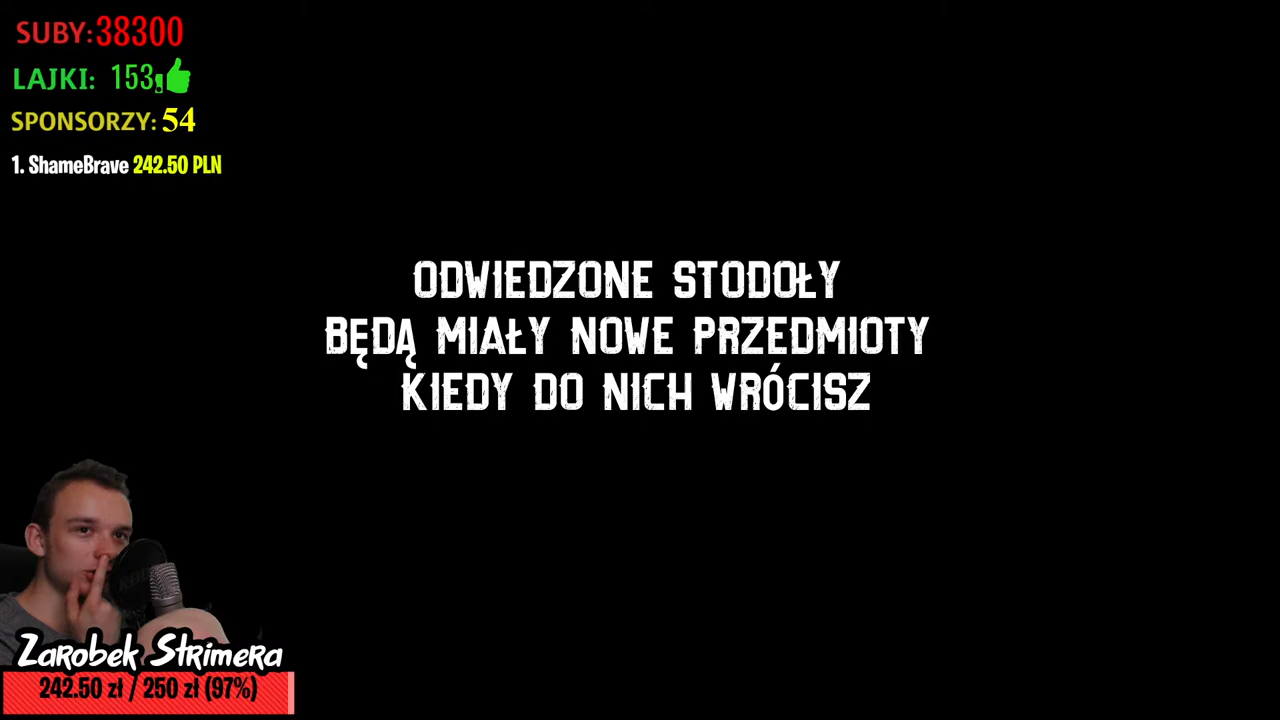 SUBY: 38300
LAJKI: 153
SPONSORZY: 54
1. ShameBrave 242.50 PLN
ODWIEDZONE STODOŁY
BĘDĄ MIAŁY NOWE PRZEDMIOTY
KIEDY DO NICH WRÓCISZ
Zarobek Strimera
242.50 zł / 250 zł (97%)